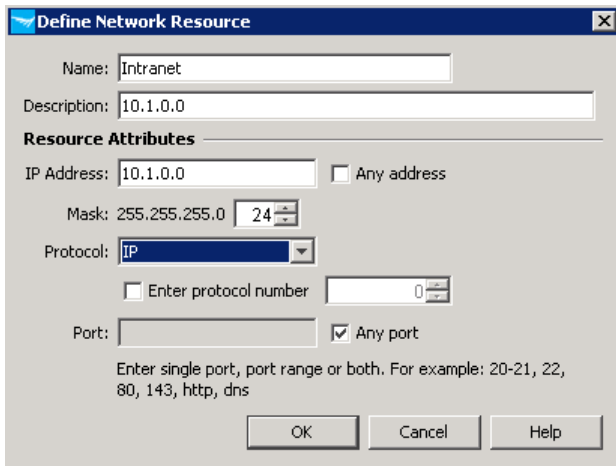 Define Network Resource
Name: Intranet
Description: 10.1.0.0
Resource Attributes
IP Address: 10.1.0.0 Any address
Mask: 255.255.255.0 24
Protocol: IP
Enter protocol number 0
Port: Any port
Enter single port, port range or both. For example: 20-21, 22,
80, 143, http, dns
OK Cancel Help